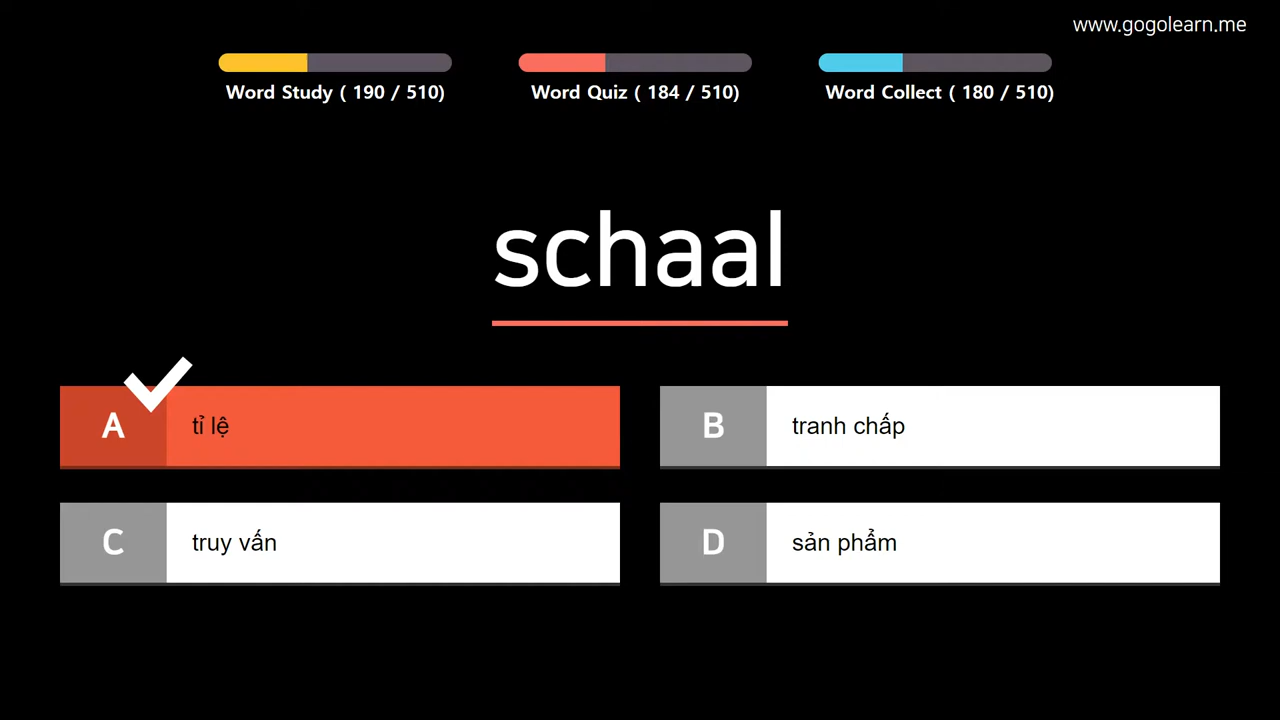 www.gogolearn.me
Word Study ( 190 / 510)
Word Quiz ( 184 / 510)
Word Collect ( 180 / 510)
schaal
A tỉ lệ
B tranh chấp
C truy vấn
D sản phẩm